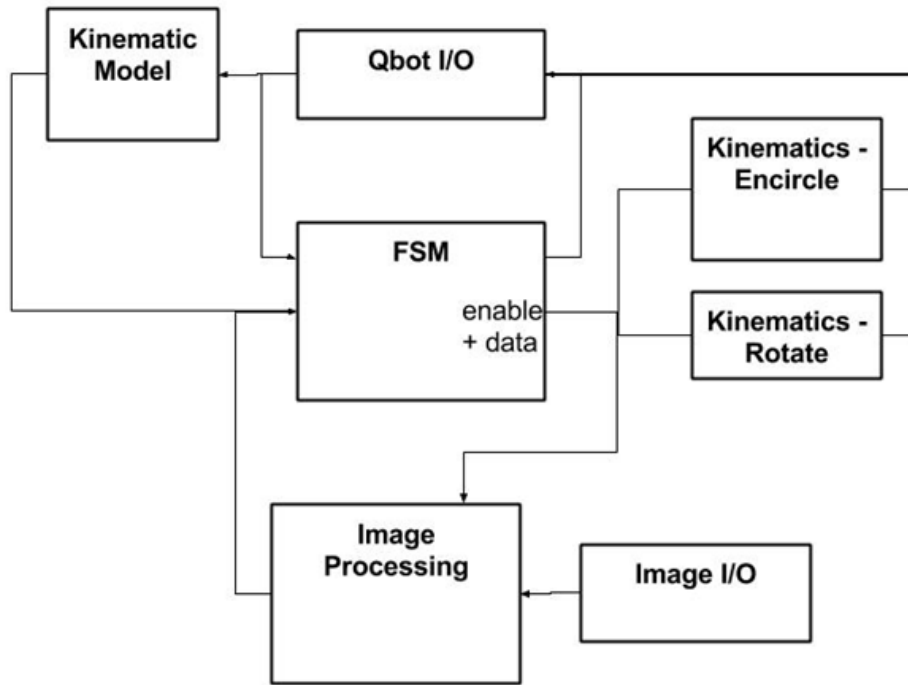 Kinematic
Model
Qbot I/O
Kinematics -
Encircle
FSM
enable
+ data
Kinematics -
Rotate
Image
Processing
Image I/O